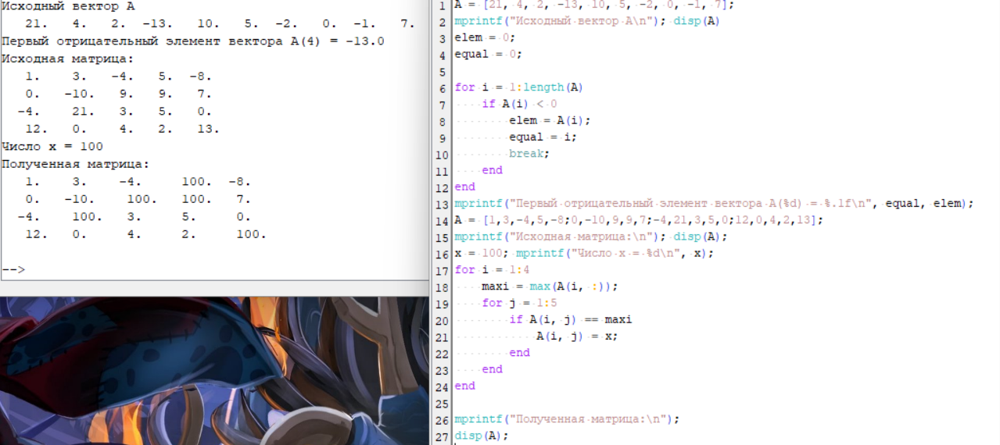 Исходный вектор A
21. 4. 2. -13. 10. 5. -2. 0. -1. 7.
Первый отрицательный элемент вектора A(4) = -13.0
Исходная матрица:
1. 3. -4. 5. -8.
0. -10. 9. 9. 7.
-4. 21. 3. 5. 0.
12. 0. 4. 2. 13.
Число x = 100
Полученная матрица:
1. 3. -4. 100. -8.
0. -10. 100. 100. 7.
-4. 100. 3. 5. 0.
12. 0. 4. 2. 100.
-->
1 A = [21, 4, 2, -13, 10, 5, -2, 0, -1, 7];
2 mprintf("Исходный вектор A\n"); disp(A)
3 elem = 0;
4 equal = 0;
5
6 for i = 1:length(A)
7 if A(i) < 0
8 elem = A(i);
9 equal = i;
10 break;
11 end
12 end
13 mprintf("Первый отрицательный элемент вектора A(%d) = %.1f\n", equal, elem);
14 A = [1,3,-4,5,-8;0,-10,9,9,7;-4,21,3,5,0;12,0,4,2,13];
15 mprintf("Исходная матрица:\n"); disp(A);
16 x = 100; mprintf("Число x = %d\n", x);
17 for i = 1:4
18 maxi = max(A(i, :));
19 for j = 1:5
20 if A(i, j) == maxi
21 A(i, j) = x;
22 end
23 end
24 end
25
26 mprintf("Полученная матрица:\n");
27 disp(A);